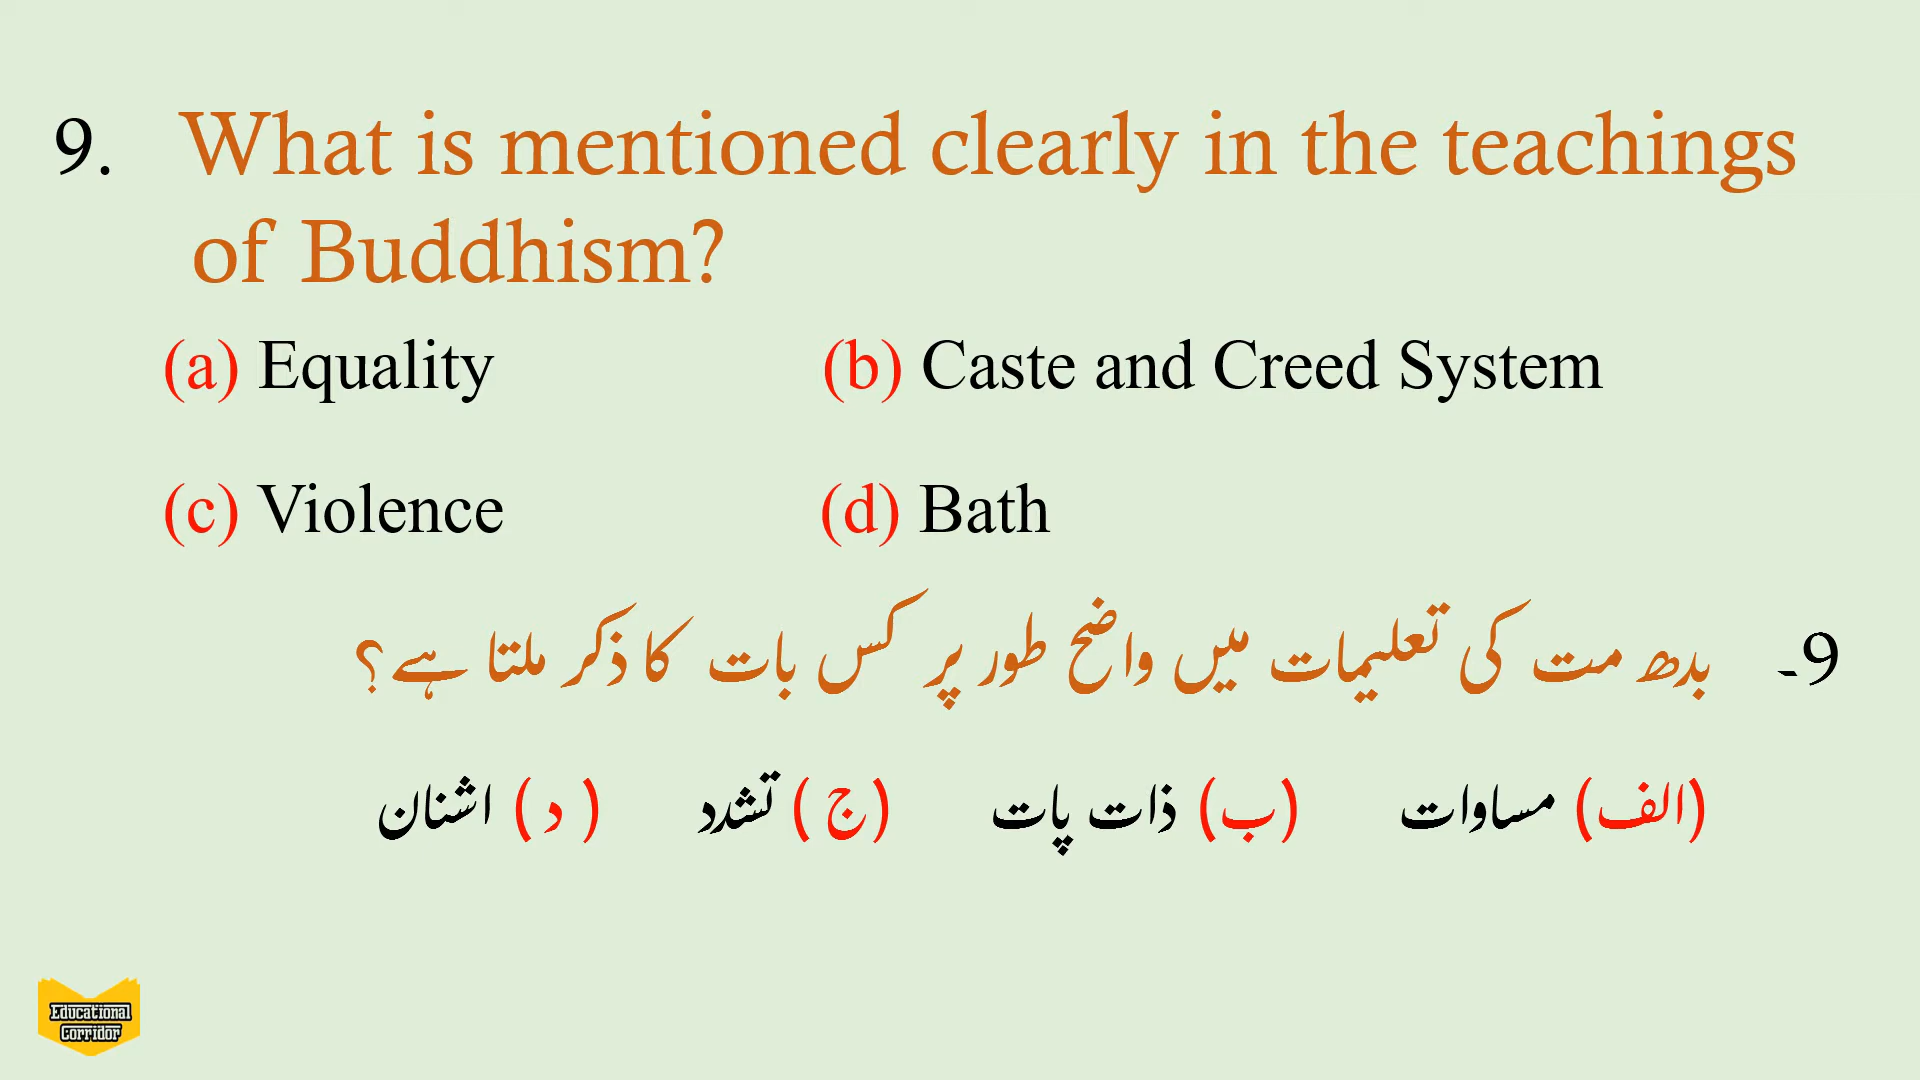 9. What is mentioned clearly in the teachings
of Buddhism?
(a) Equality (b) Caste and Creed System
(c) Violence (d) Bath
9۔ بدھ مت کی تعلیمات میں واضح طور پر کس بات کا ذکر ملتا ہے؟
(الف) مساوات (ب) ذات پات (ج) تشدد (د) اشنان
Educational
Corridor